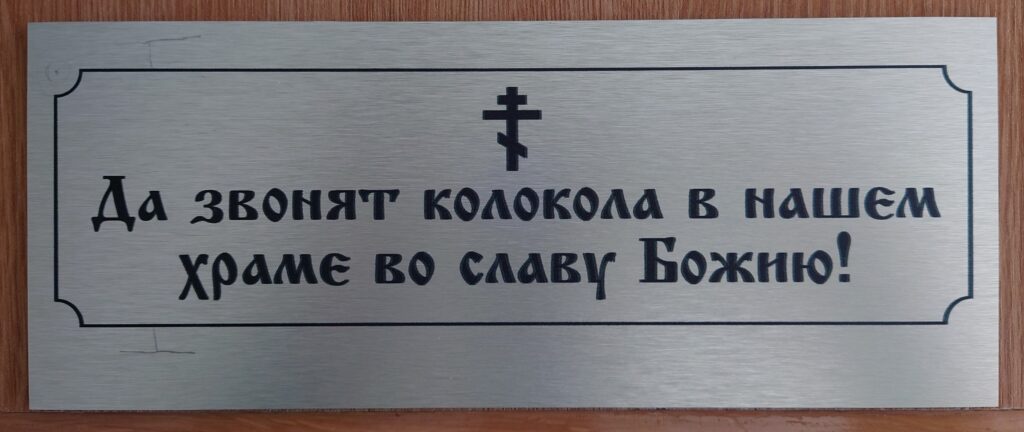 Да звонят колокола в нашем
храме во славу Божию!